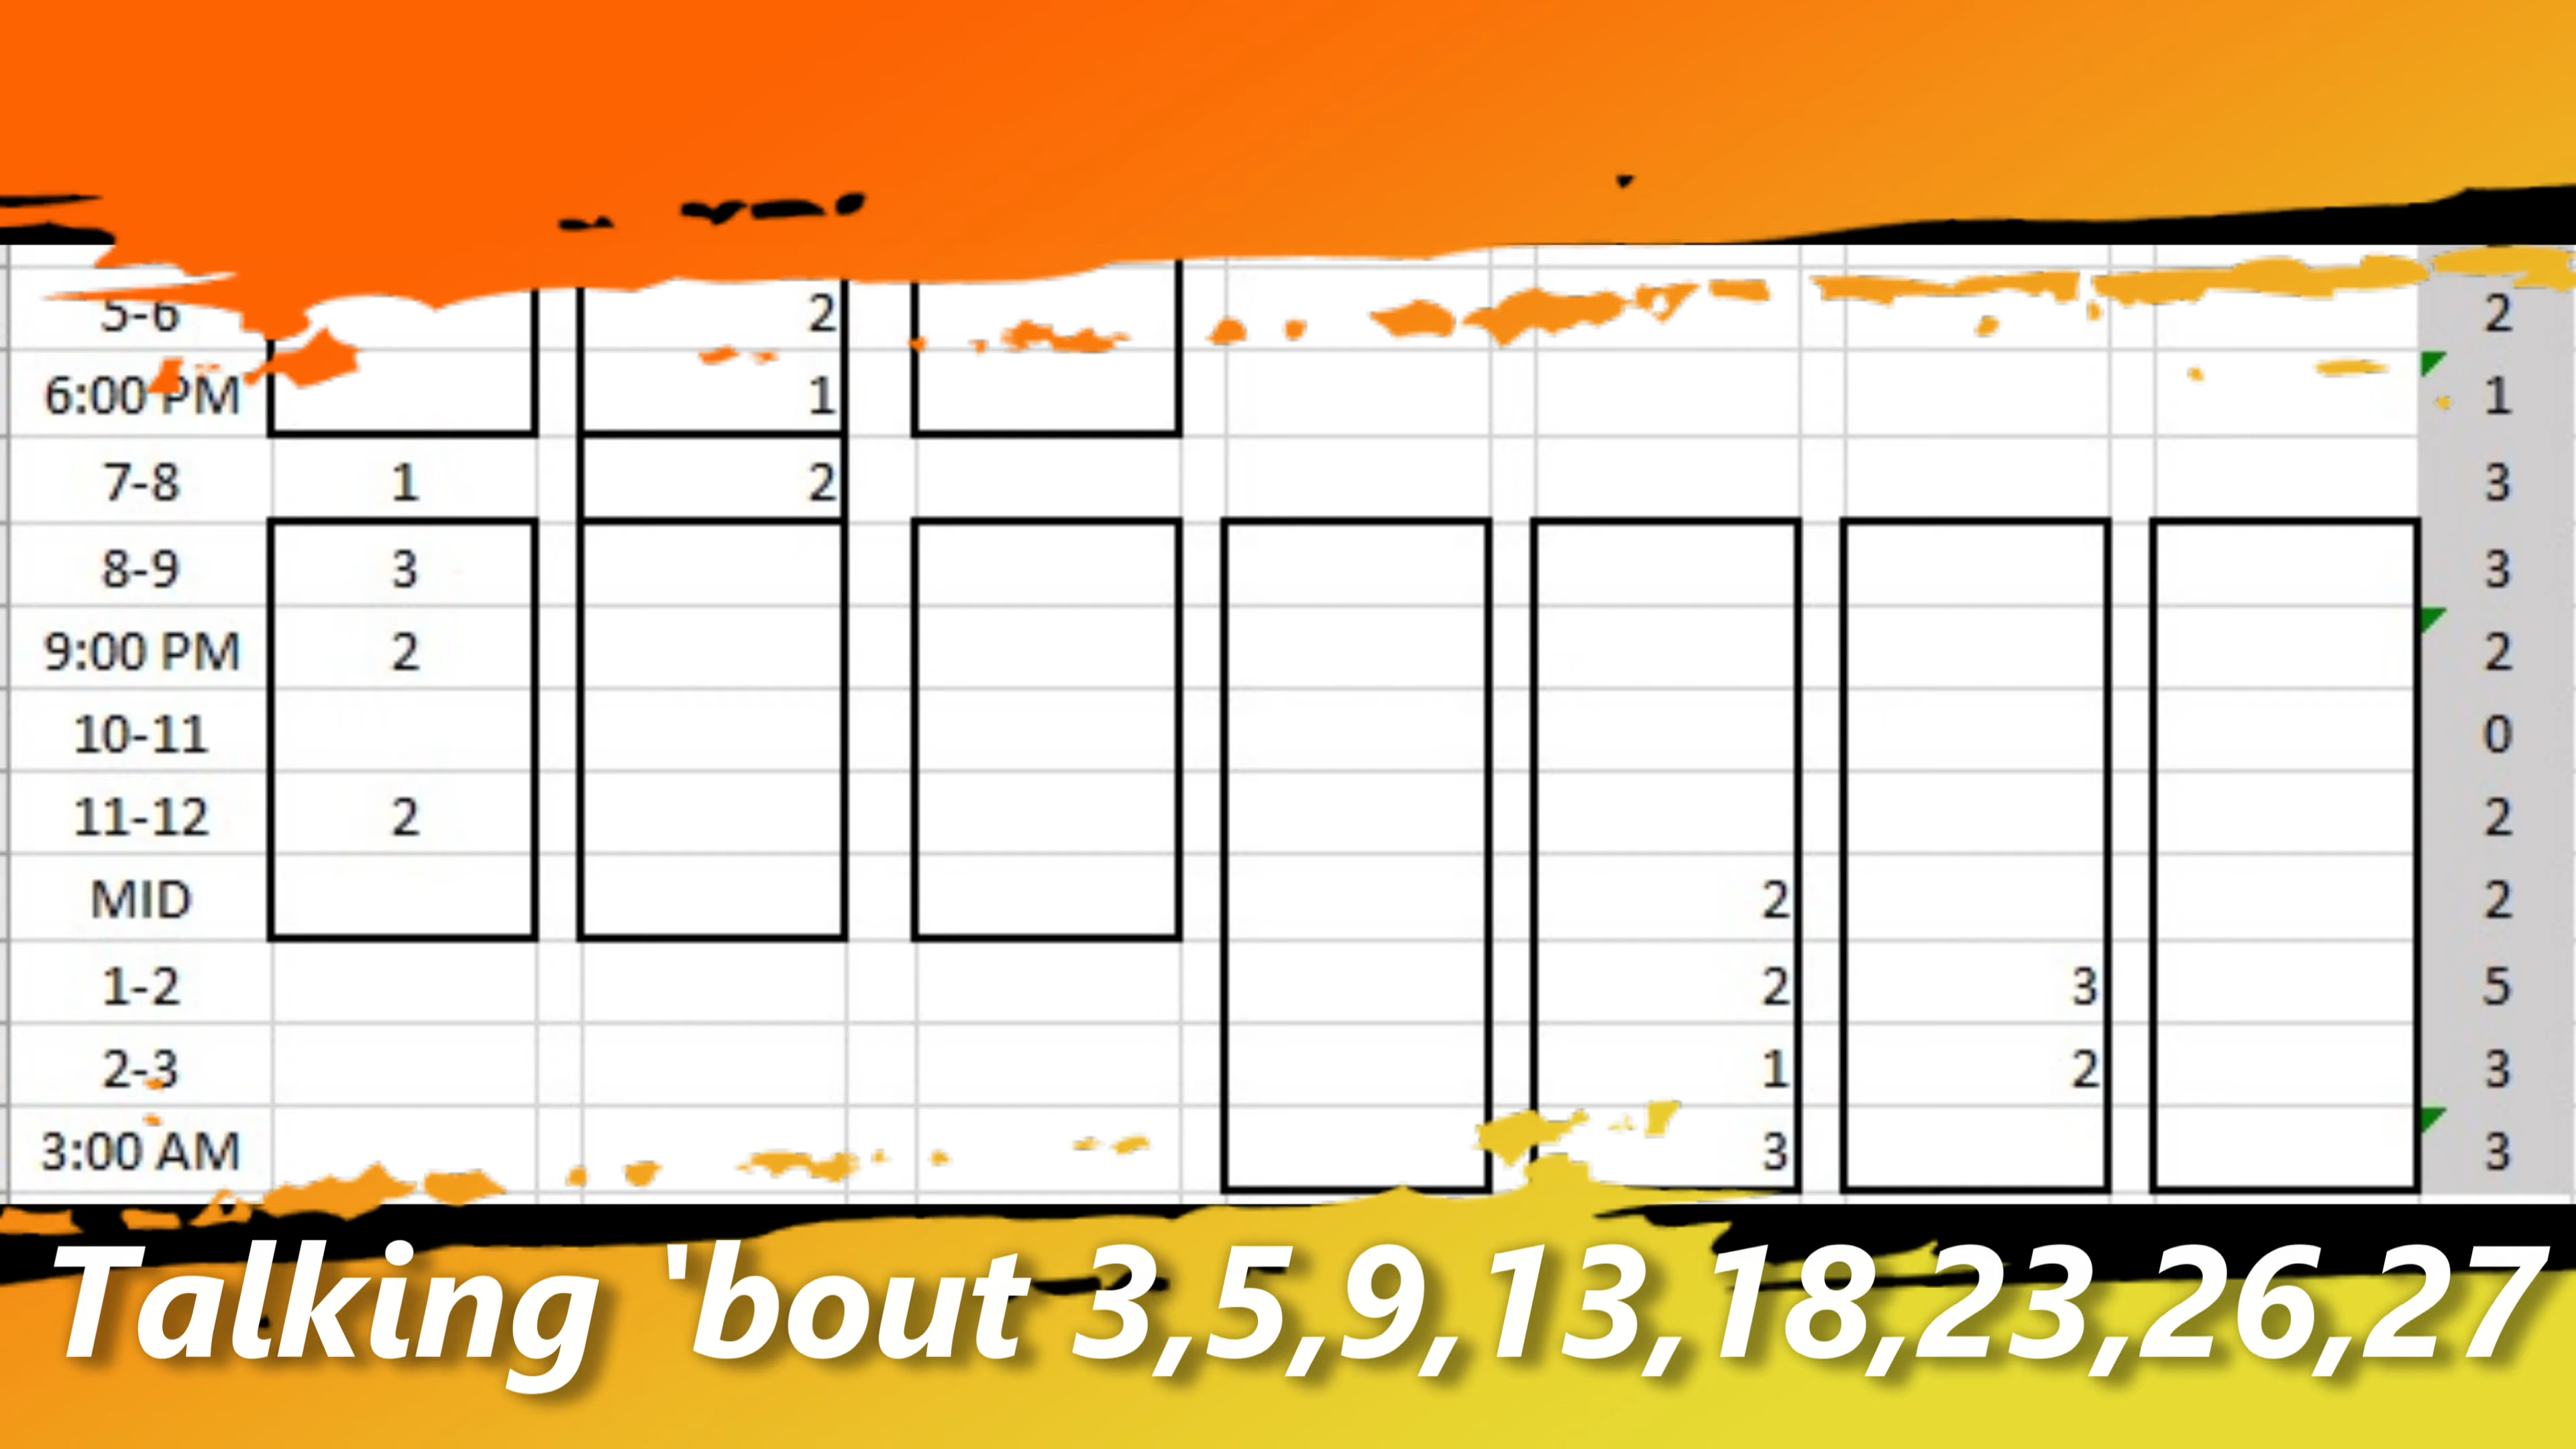 5-6 2 2
6:00 PM 1 1
7-8 1 2 3
8-9 3 3
9:00 PM 2 2
10-11 0
11-12 2 2
MID 2 2
1-2 2 3 5
2-3 1 2 3
3:00 AM 3 3
Talking 'bout 3,5,9,13,18,23,26,27